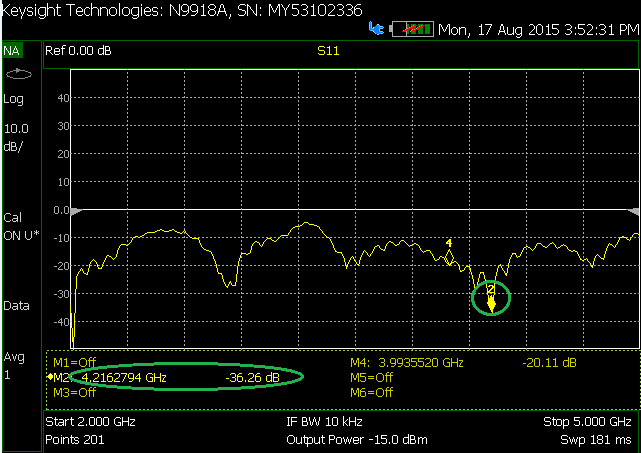 Keysight Technologies: N9918A, SN: MY53102336
Mon, 17 Aug 2015 3:52:31 PM
NA Ref 0.00 dB S11
Log
10.0
dB/
Cal
ON U*
Data
Avg
1
40
30
20
10
0.0
-10
-20
-30
-40
4
2
M1=Off M4: 3.9935520 GHz -20.11 dB
M2: 4.2162794 GHz -36.26 dB M5=Off
M3=Off M6=Off
Start 2.000 GHz IF BW 10 kHz Stop 5.000 GHz
Points 201 Output Power -15.0 dBm Swp 181 ms